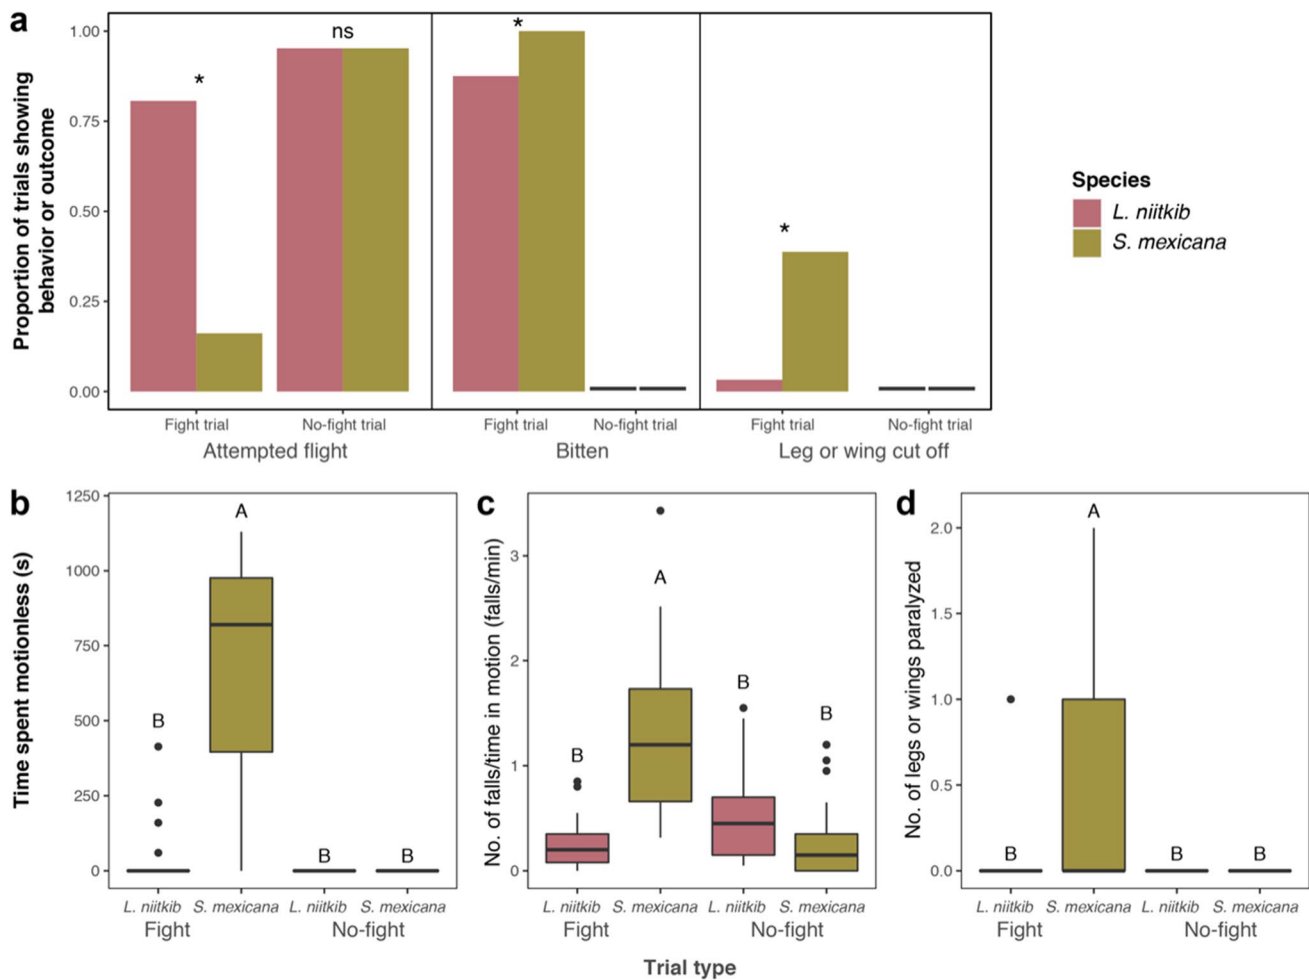 a
Proportion of trials showing
behavior or outcome
1.00
0.75
0.50
0.25
0.00
*
ns
*
*
Fight trial
No-fight trial
Fight trial
No-fight trial
Fight trial
No-fight trial
Attempted flight
Bitten
Leg or wing cut off
Species
L. niitkib
S. mexicana
b
Time spent motionless (s)
1250
1000
750
500
250
0
B
A
B
B
L. niitkib
S. mexicana
L. niitkib
S. mexicana
Fight
No-fight
c
No. of falls/time in motion (falls/min)
3
2
1
0
B
A
B
B
L. niitkib
S. mexicana
L. niitkib
S. mexicana
Fight
No-fight
d
No. of legs or wings paralyzed
2.0
1.5
1.0
0.5
0.0
B
A
B
B
L. niitkib
S. mexicana
L. niitkib
S. mexicana
Fight
No-fight
Trial type